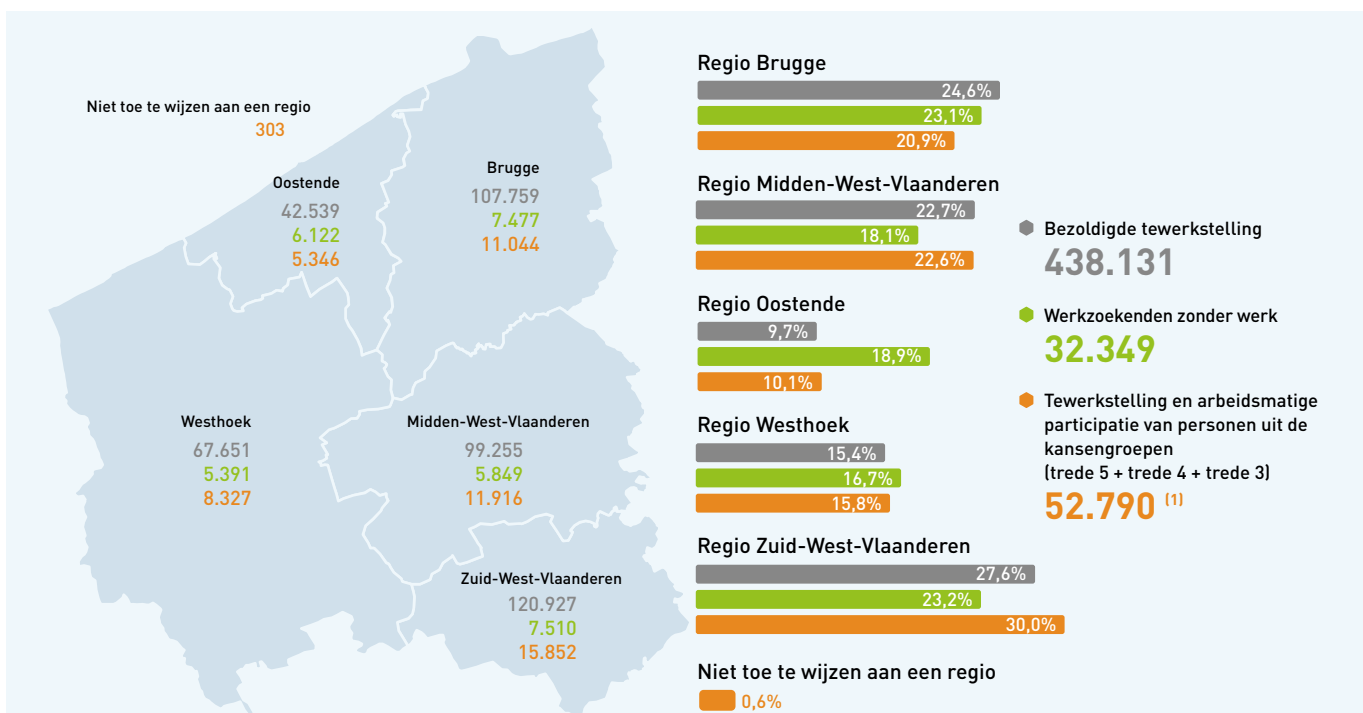 Niet toe te wijzen aan een regio
303
Oostende
42.539
6.122
5.346
Brugge
107.759
7.477
11.044
Westhoek
67.651
5.391
8.327
Midden-West-Vlaanderen
99.255
5.849
11.916
Zuid-West-Vlaanderen
120.927
7.510
15.852
Regio Brugge
24,6%
23,1%
20,9%
Regio Midden-West-Vlaanderen
22,7%
18,1%
22,6%
Regio Oostende
9,7%
18,9%
10,1%
Regio Westhoek
15,4%
16,7%
15,8%
Regio Zuid-West-Vlaanderen
27,6%
23,2%
30,0%
Niet toe te wijzen aan een regio
0,6%
Bezoldigde tewerkstelling
438.131
Werkzoekenden zonder werk
32.349
Tewerkstelling en arbeidsmatige
participatie van personen uit de
kansengroepen
(trede 5 + trede 4 + trede 3)
52.790 (1)